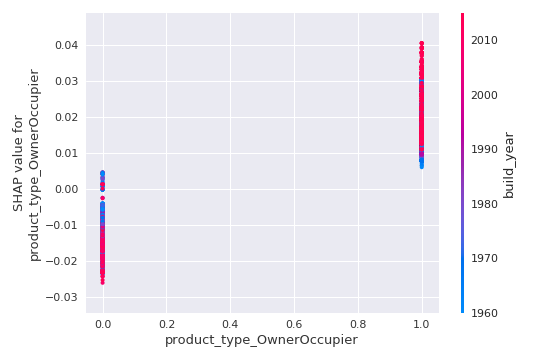 0.04
0.03
0.02
0.01
0.00
−0.01
−0.02
−0.03
SHAP value for
product_type_OwnerOccupier
0.0 0.2 0.4 0.6 0.8 1.0
product_type_OwnerOccupier
2010
2000
1990
1980
1970
1960
build_year